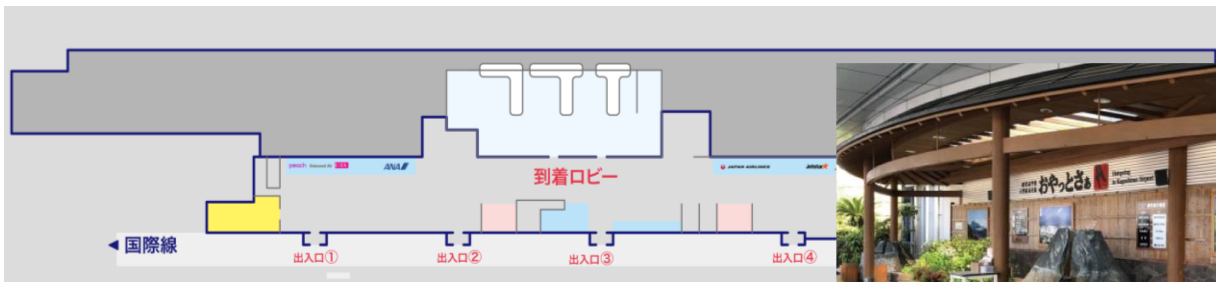 peach
ANA
JAPAN AIRLINES
Jetstar
到着ロビー
国際線
出入口①
出入口②
出入口③
出入口④
おやっとさぁ